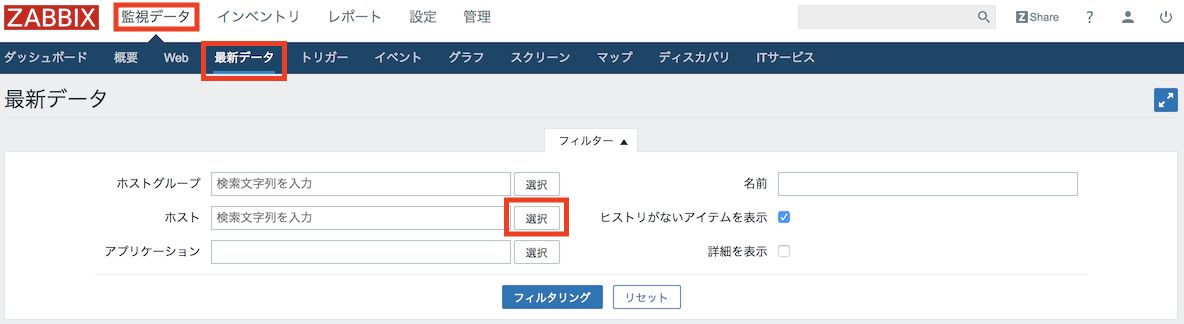 ZABBIX 監視データ インベントリ レポート 設定 管理 Z Share ?
ダッシュボード 概要 Web 最新データ トリガー イベント グラフ スクリーン マップ ディスカバリ ITサービス
最新データ
フィルター ▲
ホストグループ 検索文字列を入力 選択 名前
ホスト 検索文字列を入力 選択 ヒストリがないアイテムを表示
アプリケーション 選択 詳細を表示
フィルタリング リセット